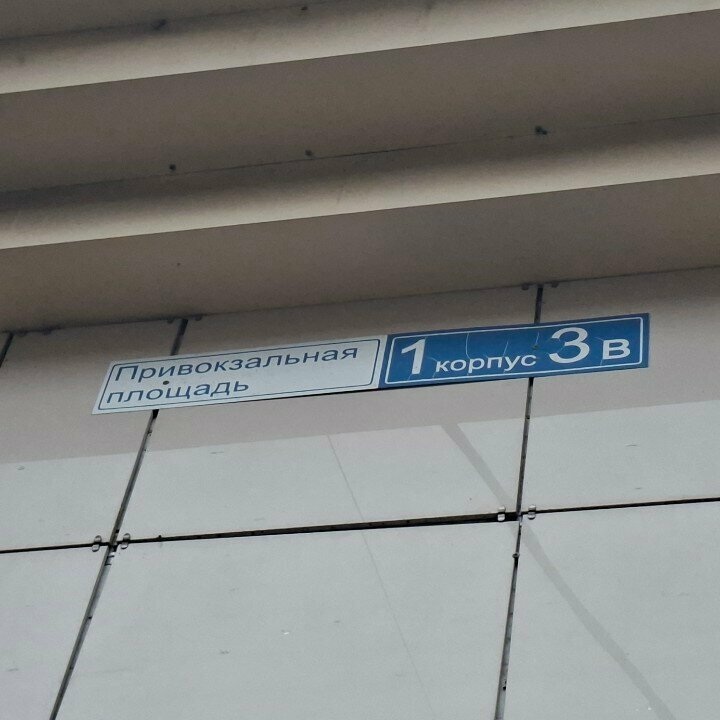 Привокзальная
площадь
1 корпус 3 в